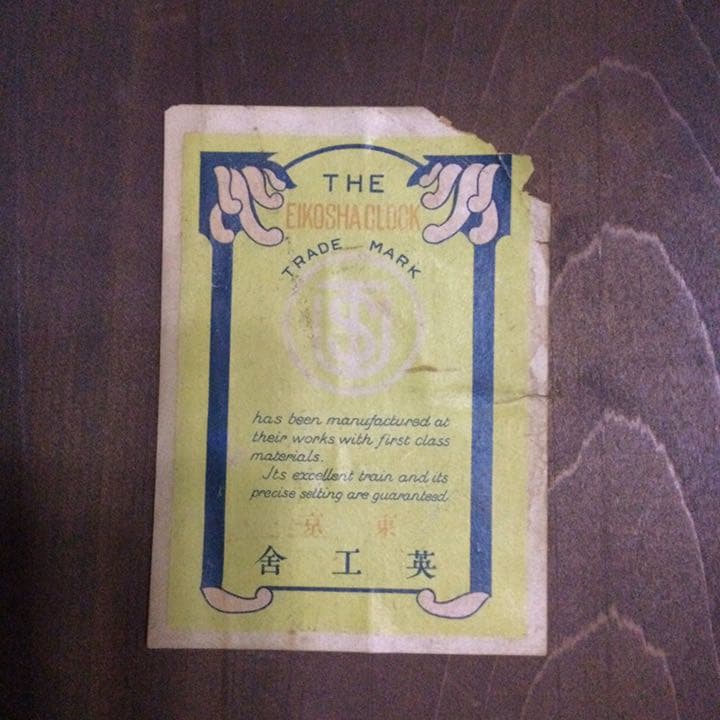 THE
EIKOSHA CLOCK
TRADE MARK
has been manufactured at
their works with first class
materials.
Its excellent train and its
precise setting are guaranteed
京 東
舍 工 英